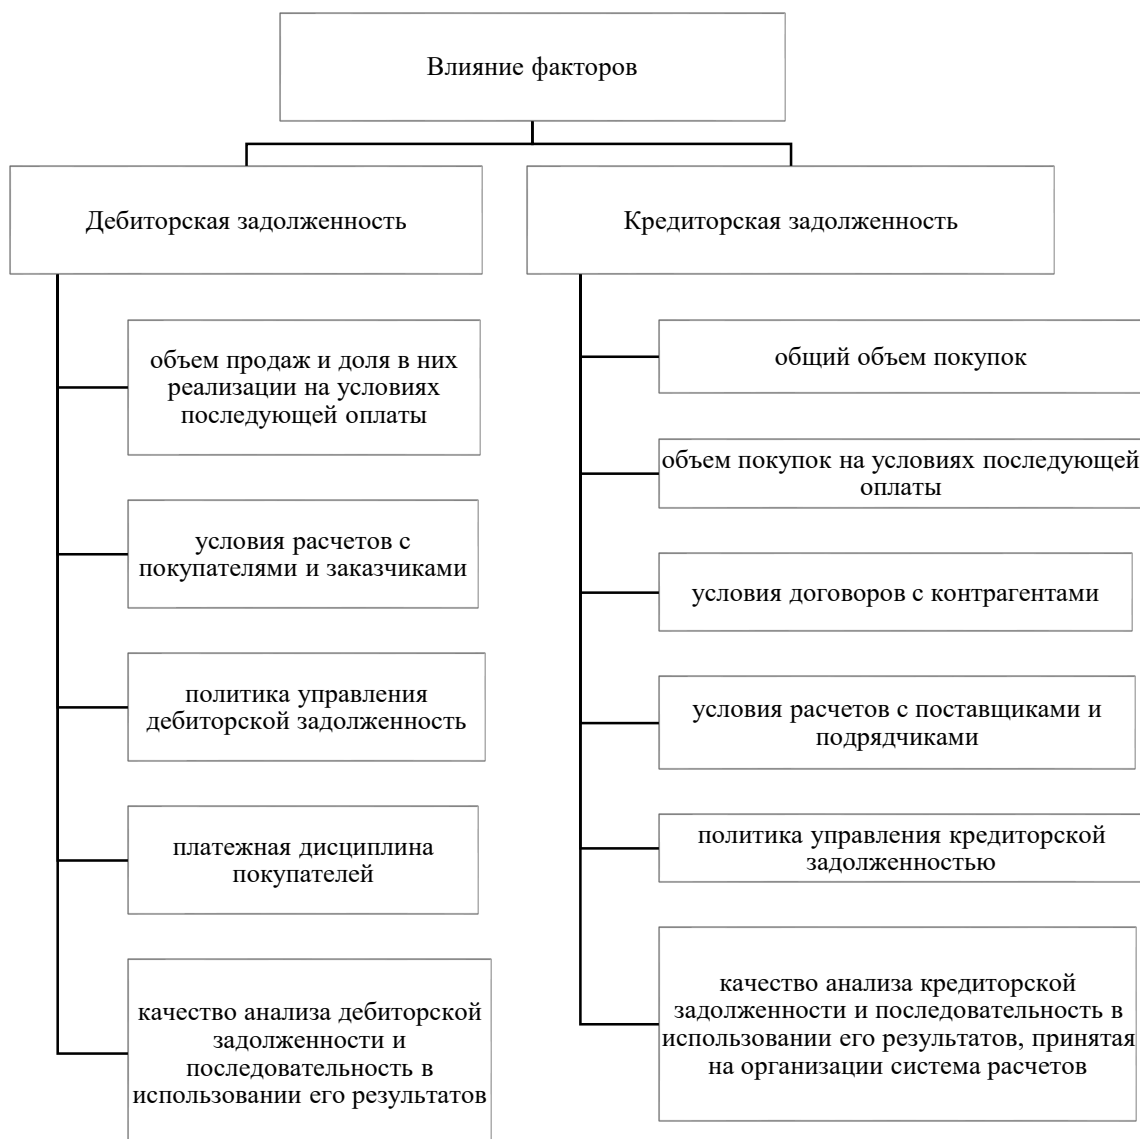 Влияние факторов
Дебиторская задолженность
объем продаж и доля в них
реализации на условиях
последующей оплаты
условия расчетов с
покупателями и заказчиками
политика управления
дебиторской задолженность
платежная дисциплина
покупателей
качество анализа дебиторской
задолженности и
последовательность в
использовании его результатов
Кредиторская задолженность
общий объем покупок
объем покупок на условиях последующей
оплаты
условия договоров с контрагентами
условия расчетов с поставщиками и
подрядчиками
политика управления кредиторской
задолженностью
качество анализа кредиторской
задолженности и последовательность в
использовании его результатов, принятая
на организации система расчетов